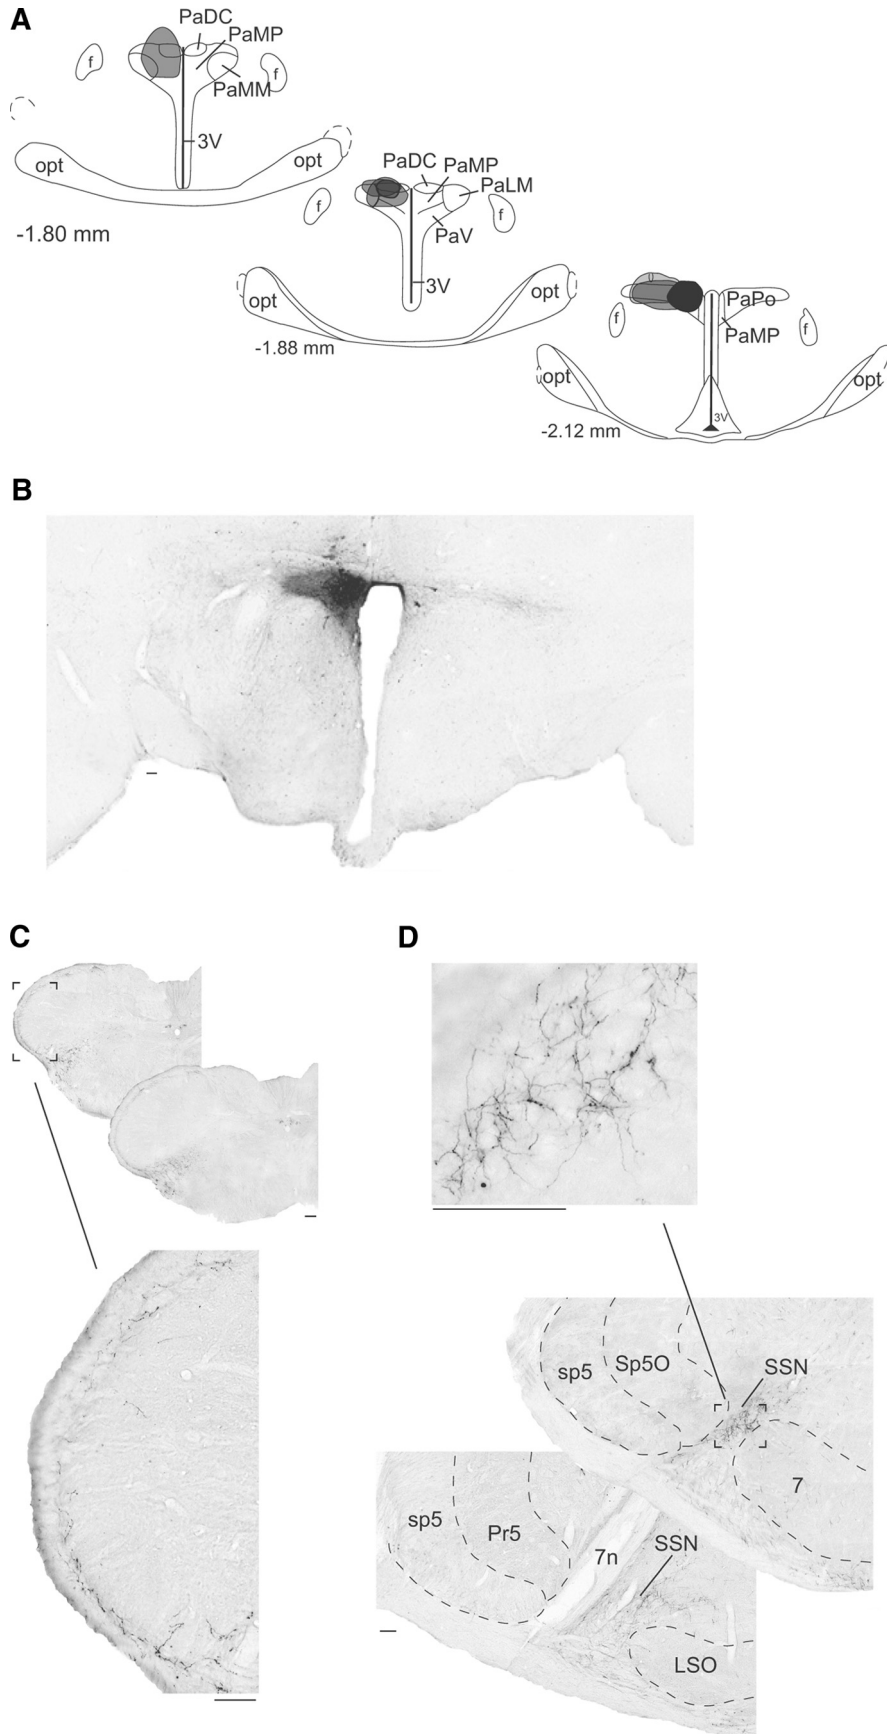 A
PaDC
PaMP
f
f
PaMM
3V
opt
opt
-1.80 mm
PaDC
PaMP
PaLM
f
f
PaV
3V
opt
opt
-1.88 mm
PaPo
f
f
PaMP
opt
opt
3V
-2.12 mm
B
C
D
sp5
Sp5O
SSN
7
sp5
Pr5
7n
SSN
LSO